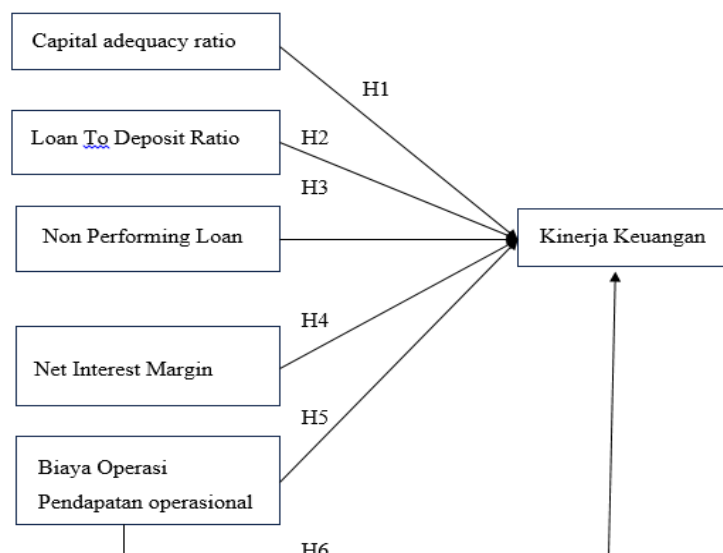 Capital adequacy ratio
H1
Loan To Deposit Ratio
H2
H3
Non Performing Loan
Kinerja Keuangan
H4
Net Interest Margin
H5
Biaya Operasi
Pendapatan operasional
H6